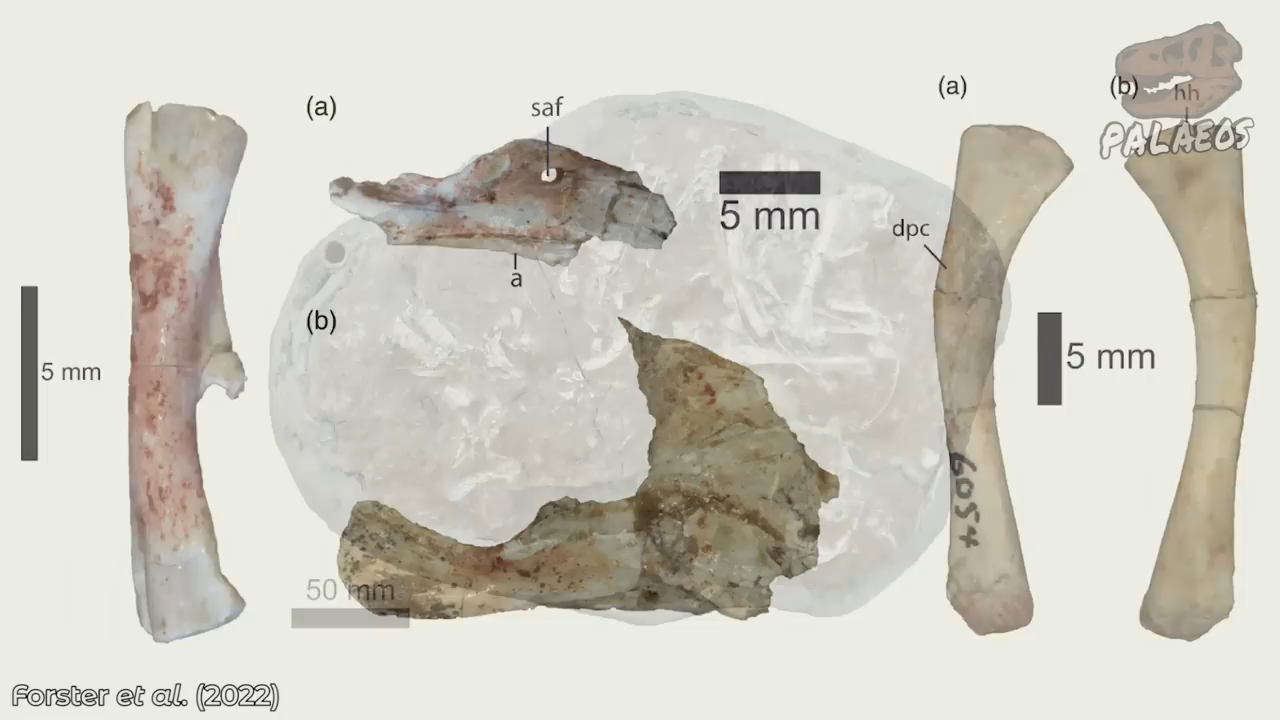 (a)
saf
5 mm
a
(b)
50 mm
5 mm
(a)
dpc
5 mm
6054
(b)
hh
PALAEOS
Forster et al. (2022)